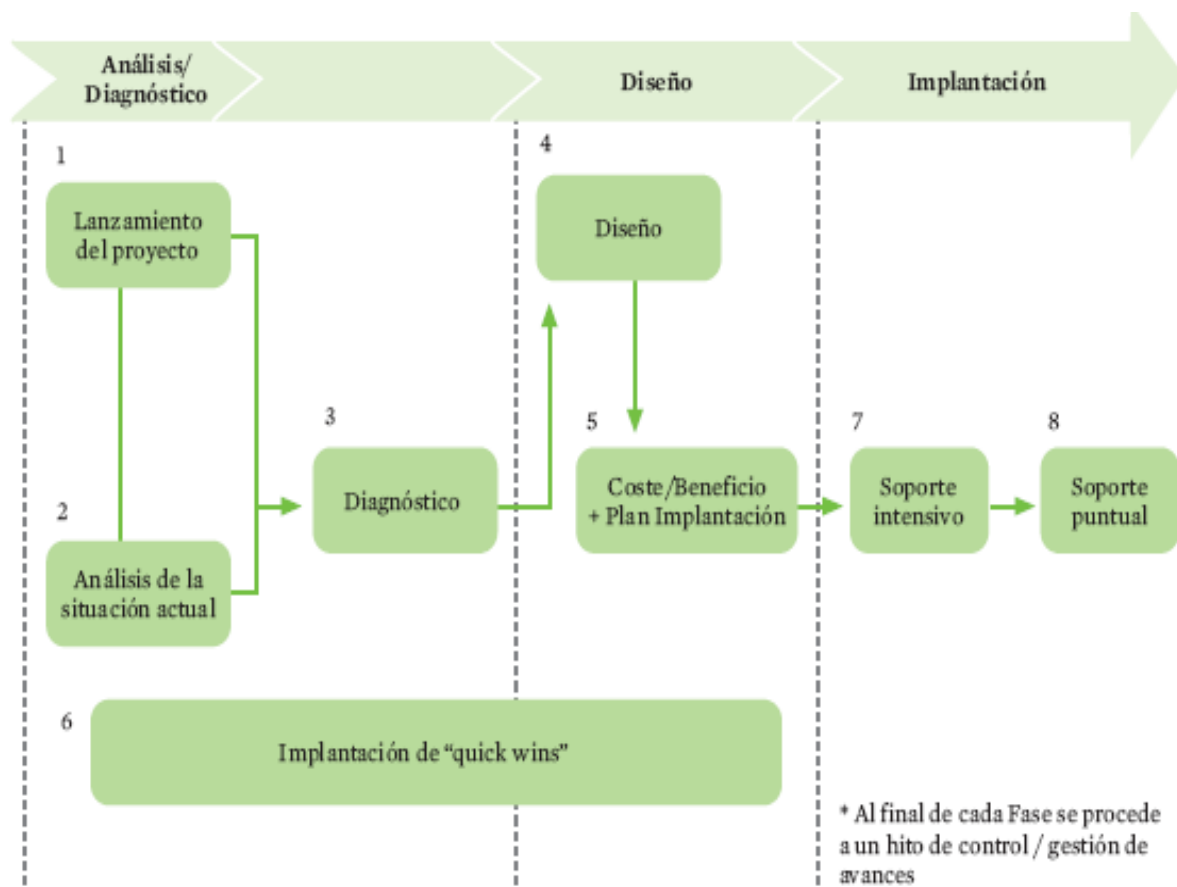 Análisis/
Diagnóstico
Diseño
Implantación
1
Lanzamiento
del proyecto
4
Diseño
3
Diagnóstico
2
Análisis de la
situación actual
5
Coste/Beneficio
+ Plan Implantación
7
Soporte
intensivo
8
Soporte
puntual
6
Implantación de “quick wins”
* Al final de cada Fase se procede
a un hito de control / gestión de
avances